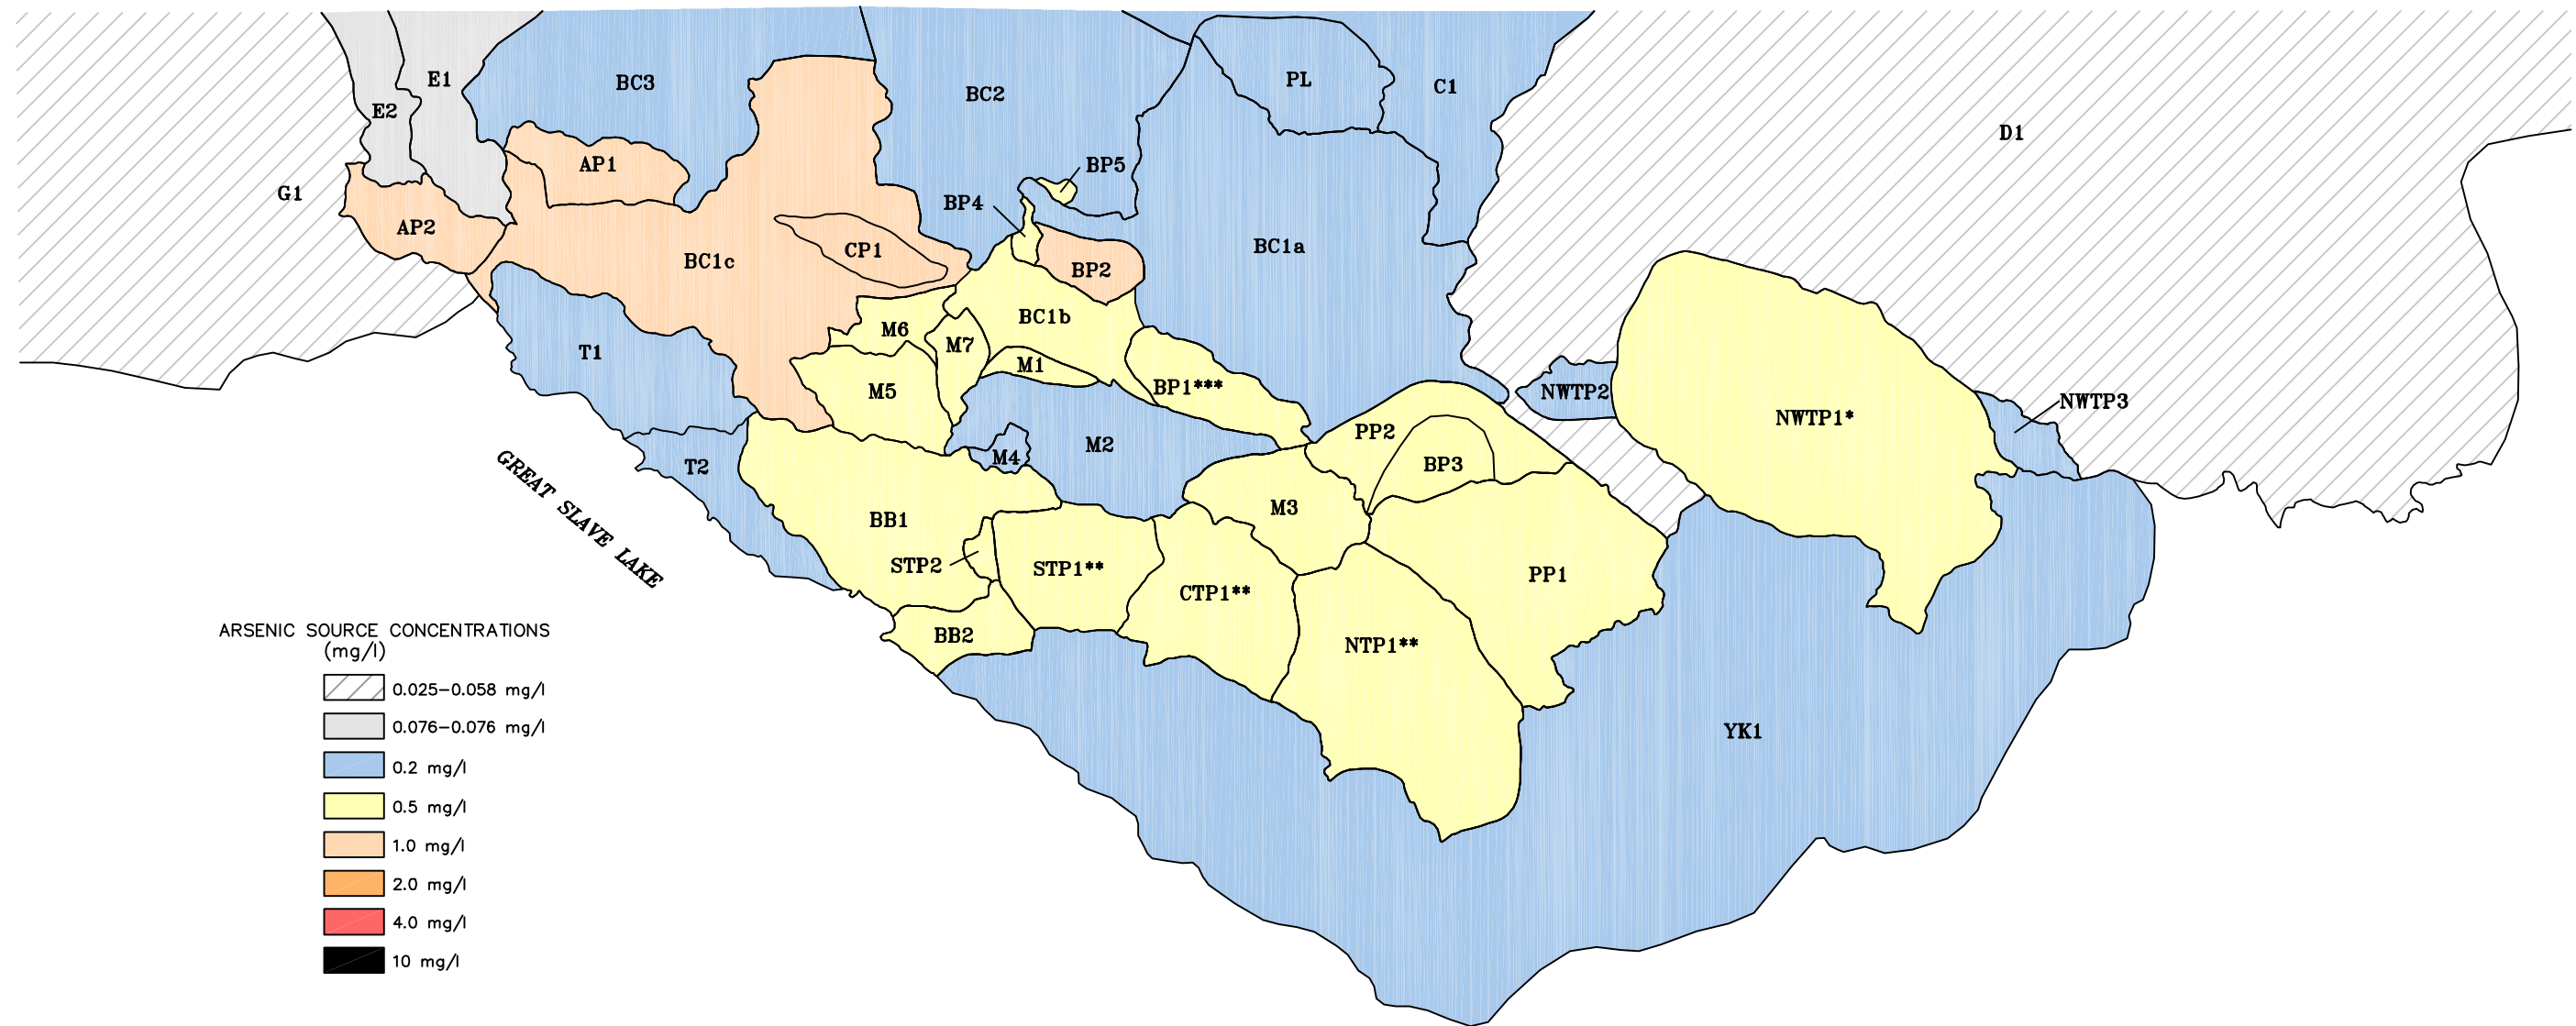 E1
BC3
BC2
PL
C1
E2
D1
AP1
BP5
G1
BP4
AP2
BC1a
CP1
BC1c
BP2
BC1b
M6
M7
T1
M1
M5
BP1***
NWTP2
NWTP3
NWTP1*
PP2
M2
M4
BP3
T2
GREAT SLAVE LAKE
M3
BB1
STP2
STP1**
PP1
CTP1**
BB2
NTP1**
YK1
ARSENIC SOURCE CONCENTRATIONS
(mg/l)
0.025-0.058 mg/l
0.076-0.076 mg/l
0.2 mg/l
0.5 mg/l
1.0 mg/l
2.0 mg/l
4.0 mg/l
10 mg/l